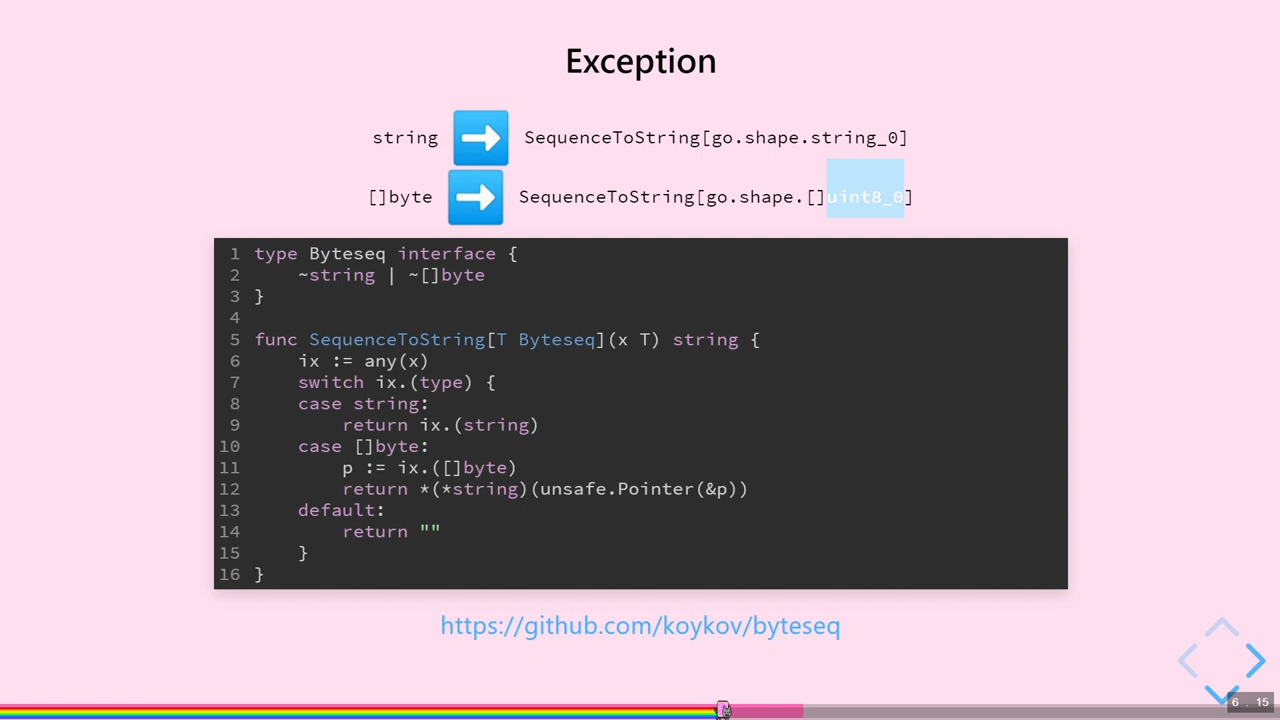 Exception
string ➡ SequenceToString[go.shape.string_0]
[]byte ➡ SequenceToString[go.shape.[]uint8_0]
1 type Byteseq interface {
2     ~string | ~[]byte
3 }
4
5 func SequenceToString[T Byteseq](x T) string {
6     ix := any(x)
7     switch ix.(type) {
8     case string:
9         return ix.(string)
10     case []byte:
11         p := ix.([]byte)
12         return *(*string)(unsafe.Pointer(&p))
13     default:
14         return ""
15     }
16 }
https://github.com/koykov/byteseq
6 . 15